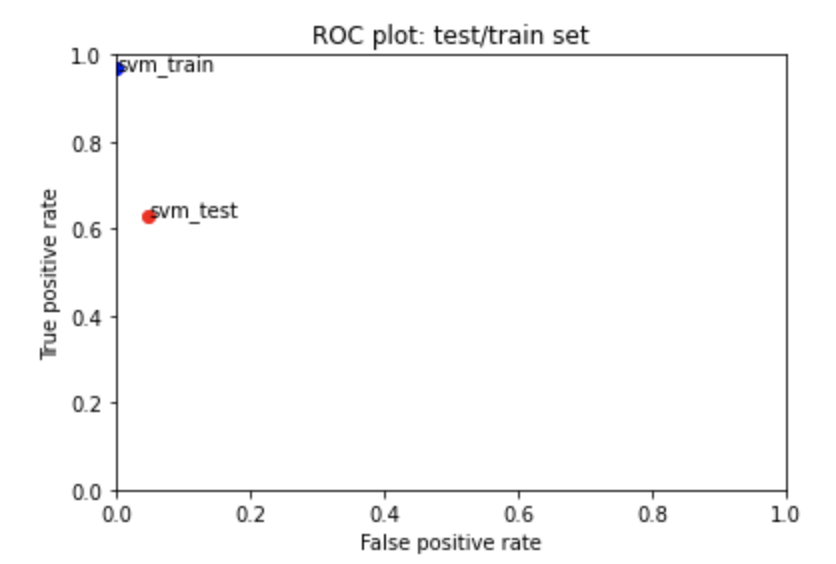 ROC plot: test/train set
1.0
svm_train
0.8
svm_test
0.6
0.4
0.2
0.0
True positive rate
0.0 0.2 0.4 0.6 0.8 1.0
False positive rate